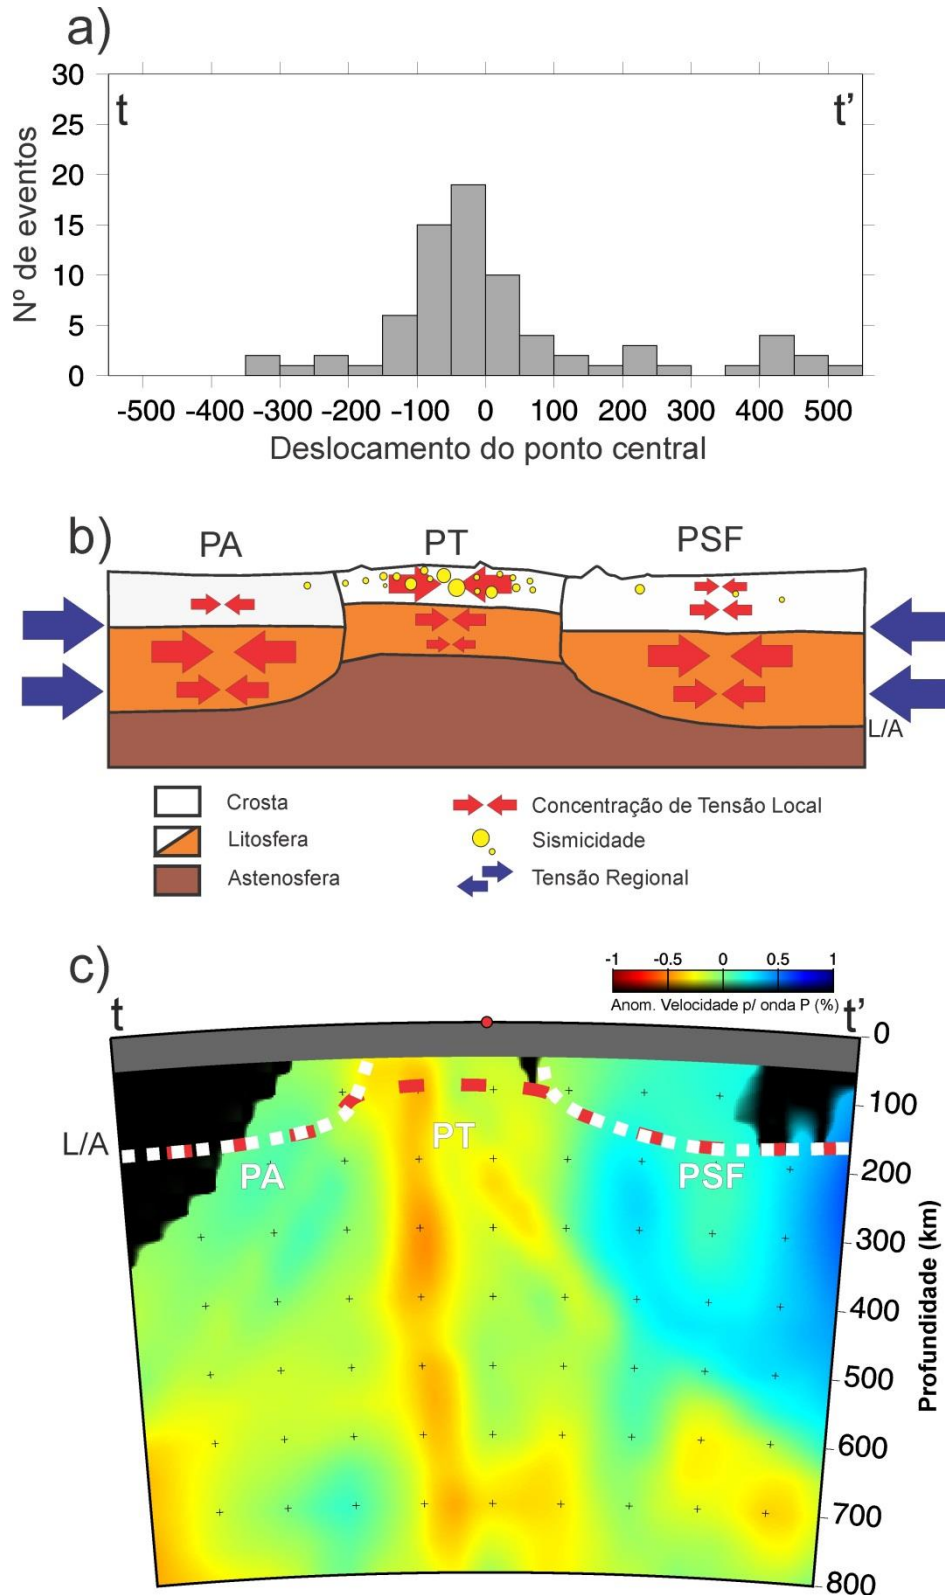 a)
t t'
30
25
20
15
10
5
0
Nº de eventos
-500 -400 -300 -200 -100 0 100 200 300 400 500
Deslocamento do ponto central
b)
PA PT PSF
L/A
Crosta
Litosfera
Astenosfera
Concentração de Tensão Local
Sismicidade
Tensão Regional
c)
-1 -0.5 0 0.5 1
Anom. Velocidade p/ onda P (%)
t t'
0
100
200
300
400
500
600
700
800
Profundidade (km)
L/A
PA PT PSF